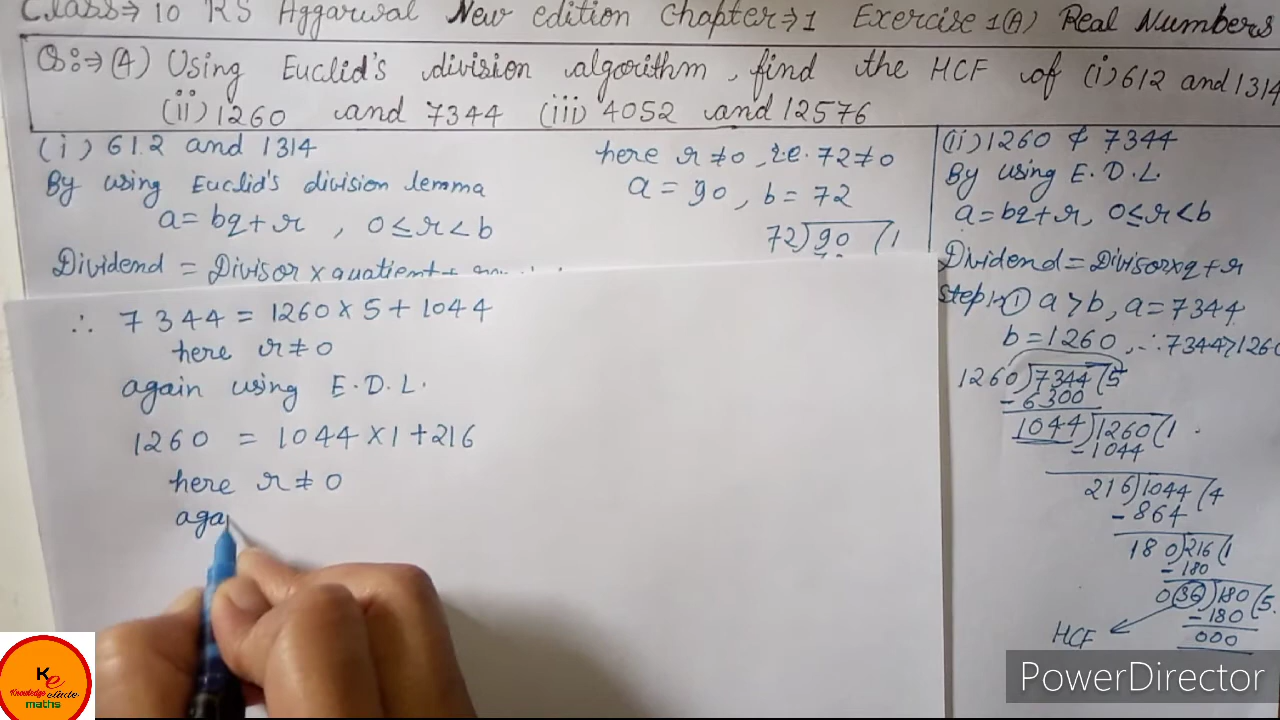 Class⇒ 10 RS Aggarwal New edition Chapter⇒1 Exercise 1(A) Real Numbers
Q:⇒(4) Using Euclid's division algorithm, find the HCF of (i) 612 and 1314
(ii) 1260 and 7344 (iii) 4052 and 12576
(i) 612 and 1314
By using Euclid's division lemma
a = bq + r , 0 ≤ r < b
Dividend = Divisor × quatient +
here r ≠ 0 , i.e. 72 ≠ 0
a = 90 , b = 72
72)90(1
∴ 7344 = 1260 × 5 + 1044
here r ≠ 0
again using E.D.L.
1260 = 1044 × 1 + 216
here r ≠ 0
aga
(ii) 1260 & 7344
By using E.D.L.
a = bq + r, 0 ≤ r < b
Dividend = Divisor×q + r
step:-① a > b, a = 7344
b = 1260, ∴ 7344>1260
1260)7344(5
- 6300
1044)1260(1
- 1044
216)1044(4
- 864
180)216(1
- 180
036)180(5
- 180
000
HCF
Ke
Knowledge
maths
PowerDirector